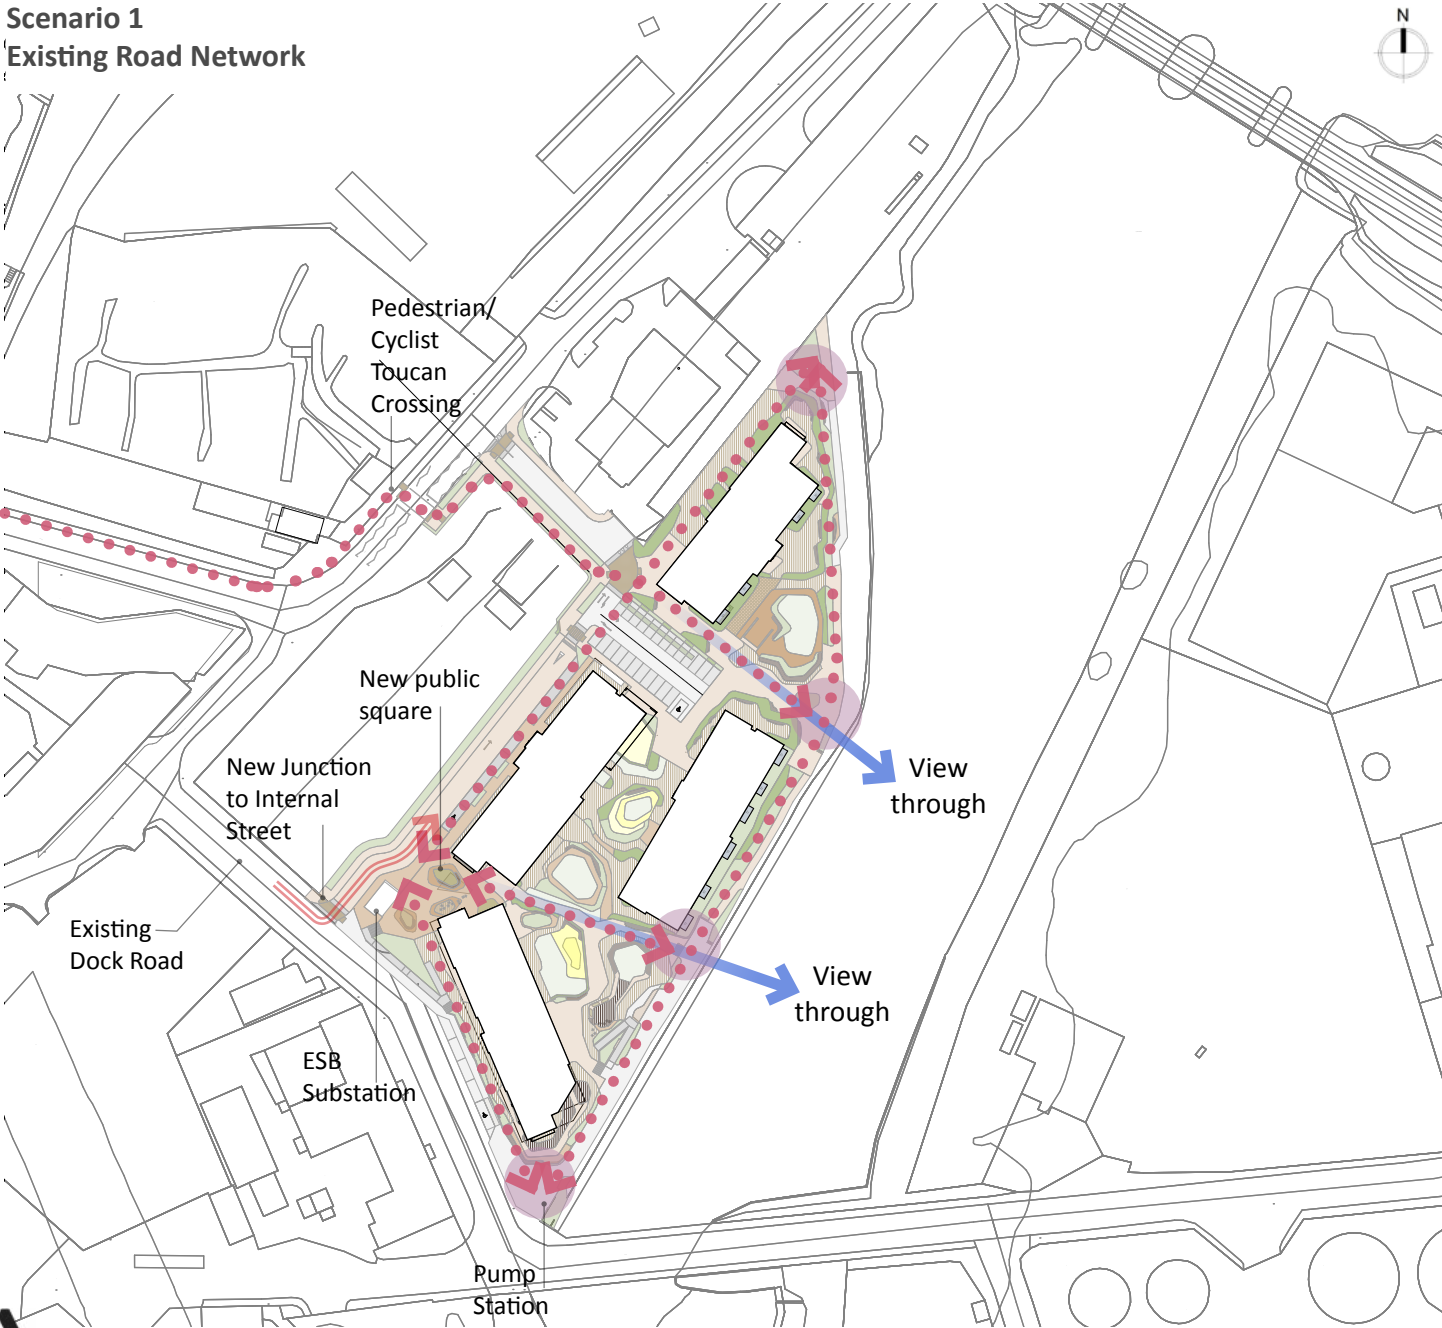 Scenario 1
Existing Road Network
N
Pedestrian/
Cyclist
Toucan
Crossing
New public
square
New Junction
to Internal
Street
View
through
Existing
Dock Road
View
through
ESB
Substation
Pump
Station